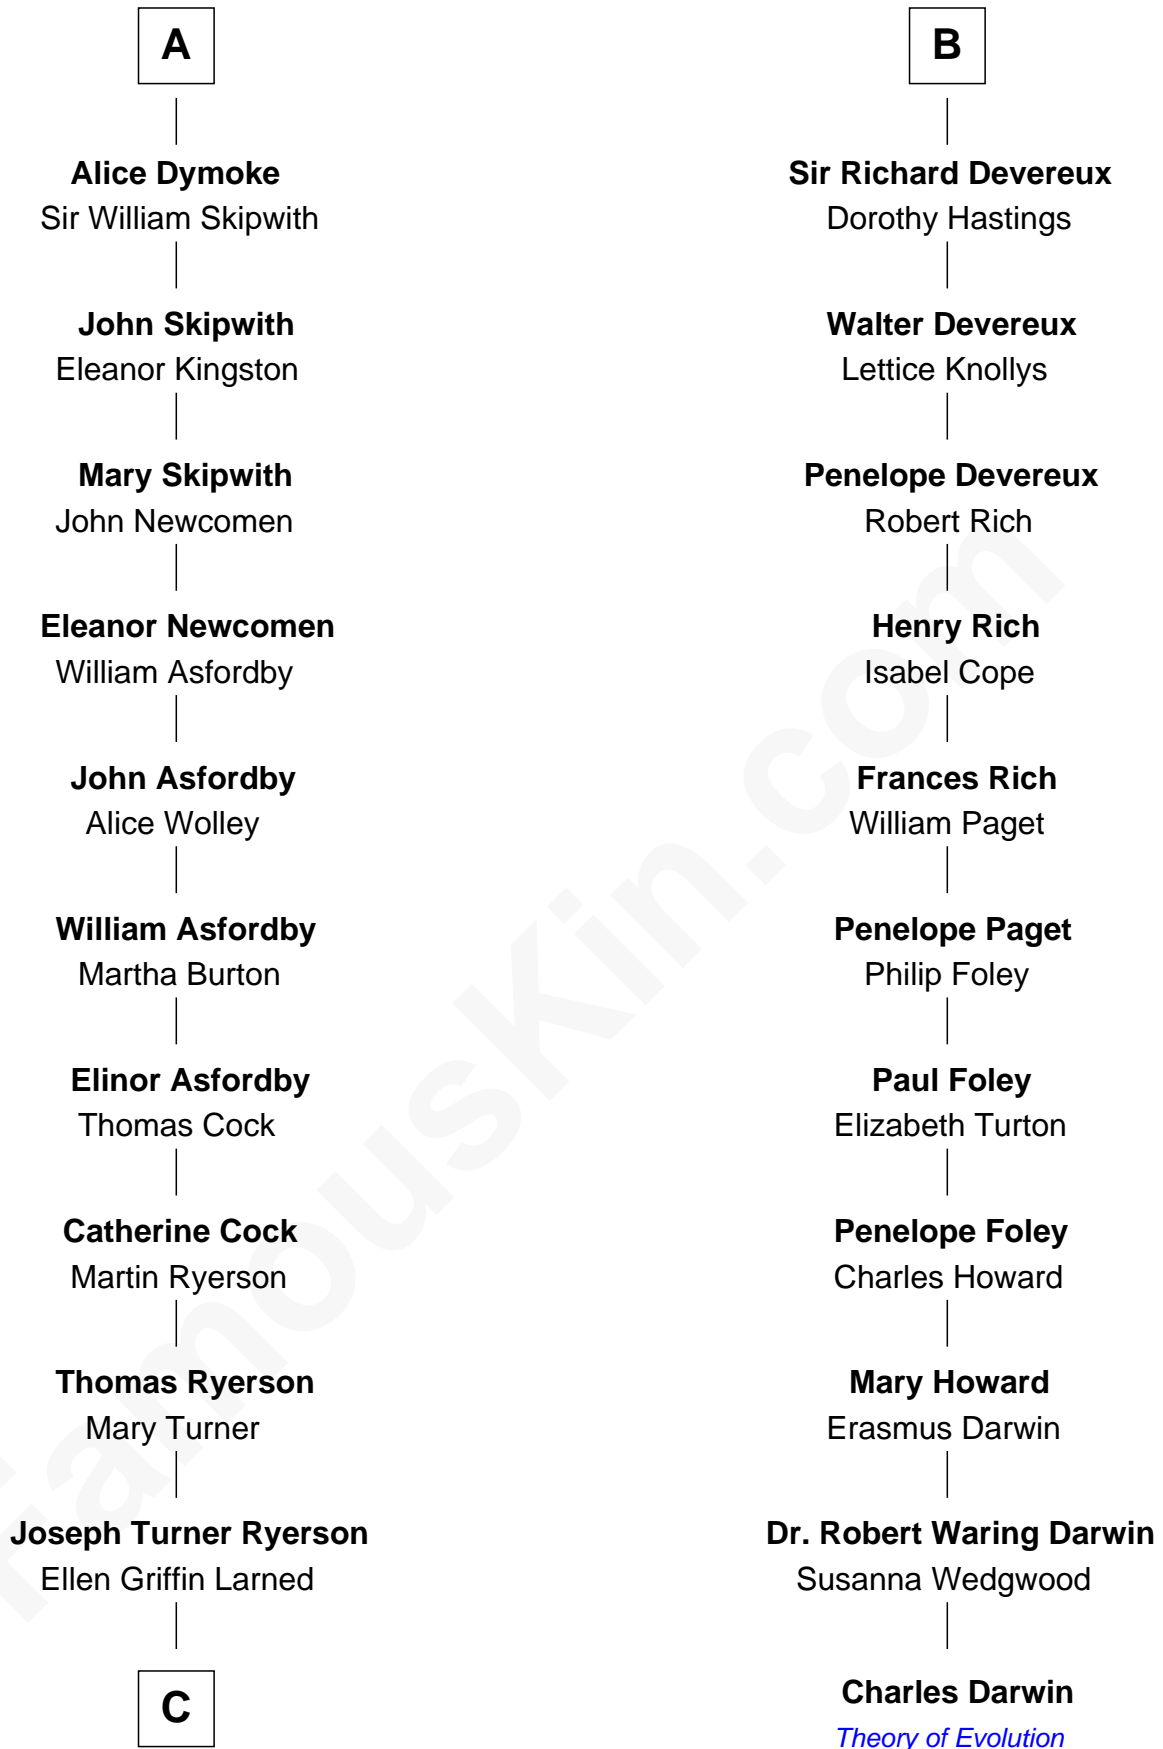 A
Alice Dymoke
Sir William Skipwith
John Skipwith
Eleanor Kingston
Mary Skipwith
John Newcomen
Eleanor Newcomen
William Asfordby
John Asfordby
Alice Wolley
William Asfordby
Martha Burton
Elinor Asfordby
Thomas Cock
Catherine Cock
Martin Ryerson
Thomas Ryerson
Mary Turner
Joseph Turner Ryerson
Ellen Griffin Larned
C
B
Sir Richard Devereux
Dorothy Hastings
Walter Devereux
Lettice Knollys
Penelope Devereux
Robert Rich
Henry Rich
Isabel Cope
Frances Rich
William Paget
Penelope Paget
Philip Foley
Paul Foley
Elizabeth Turton
Penelope Foley
Charles Howard
Mary Howard
Erasmus Darwin
Dr. Robert Waring Darwin
Susanna Wedgwood
Charles Darwin
Theory of Evolution
FamousKin.com